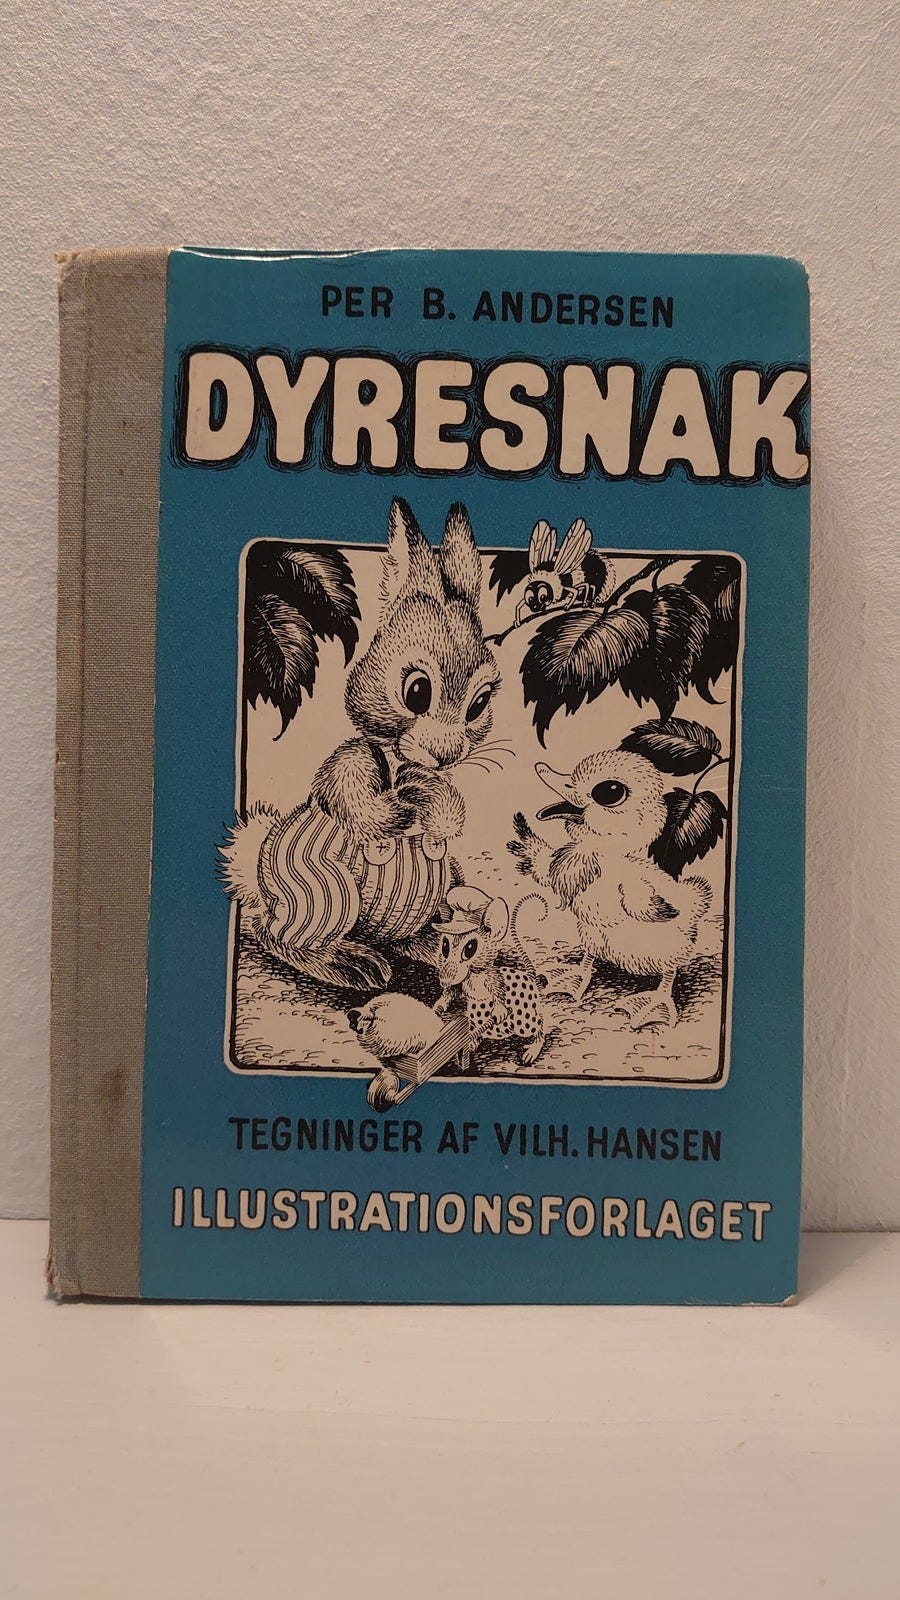 PER B. ANDERSEN
DYRESNAK
TEGNINGER AF VILH. HANSEN
ILLUSTRATIONSFORLAGET